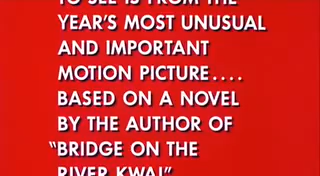 TO SEE IS FROM THE
YEAR'S MOST UNUSUAL
AND IMPORTANT
MOTION PICTURE....
BASED ON A NOVEL
BY THE AUTHOR OF
"BRIDGE ON THE
RIVER KWAI"